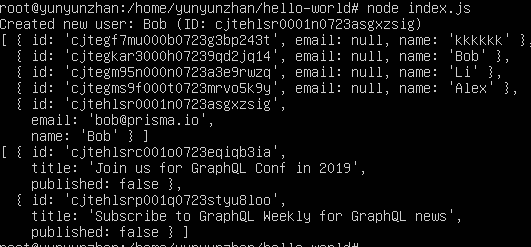 root@yunyunzhan:/home/yunyunzhan/hello-world# node index.js
Created new user: Bob (ID: cjtehlsr0001n0723asgxzsig)
[ { id: 'cjtegf7mu000b0723g3bp243t', email: null, name: 'kkkkkk' },
{ id: 'cjtegkar3000h07239qd2jq14', email: null, name: 'Bob' },
{ id: 'cjtegm95n000n0723a3e9rwzq', email: null, name: 'Li' },
{ id: 'cjtegms9f000t0723mrvo5k9y', email: null, name: 'Alex' },
{ id: 'cjtehlsr0001n0723asgxzsig',
email: 'bob@prisma.io',
name: 'Bob' } ]
[ { id: 'cjtehlsrc001o0723eqigb3ia',
title: 'Join us for GraphQL Conf in 2019',
published: false },
{ id: 'cjtehlsrp001q0723styu8loo',
title: 'Subscribe to GraphQL Weekly for GraphQL news',
published: false } ]
root@yunyunzhan:/home/yunyunzhan/hello-world#